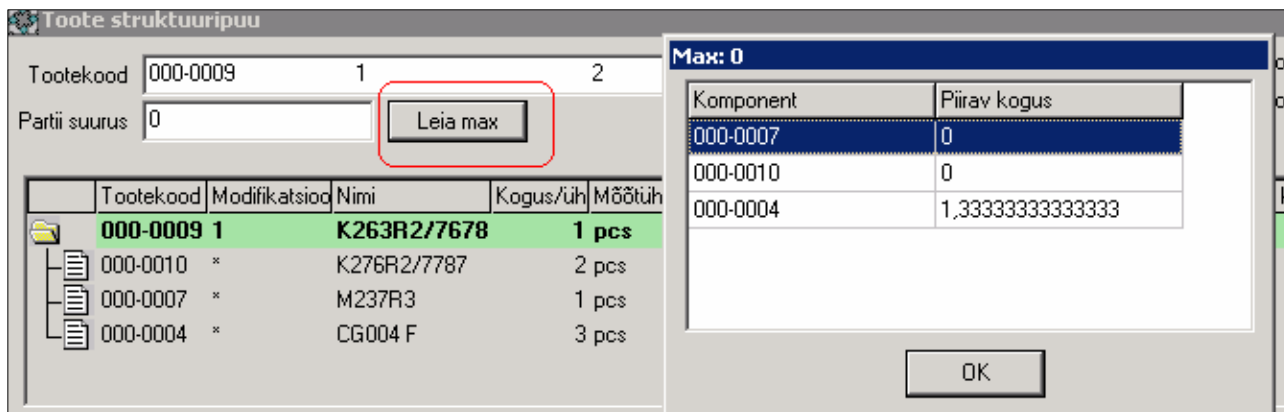 Toote struktuuripuu
Tootekood 000-0009 1 2
Partii suurus 0 Leia max
Tootekood Modifikatsioo Nimi Kogus/üh Mõõtüh
000-0009 1 K263R2/7678 1 pcs
000-0010 * K276R2/7787 2 pcs
000-0007 * M237R3 1 pcs
000-0004 * CG004 F 3 pcs
Max: 0
Komponent Piirav kogus
000-0007 0
000-0010 0
000-0004 1,33333333333333
OK